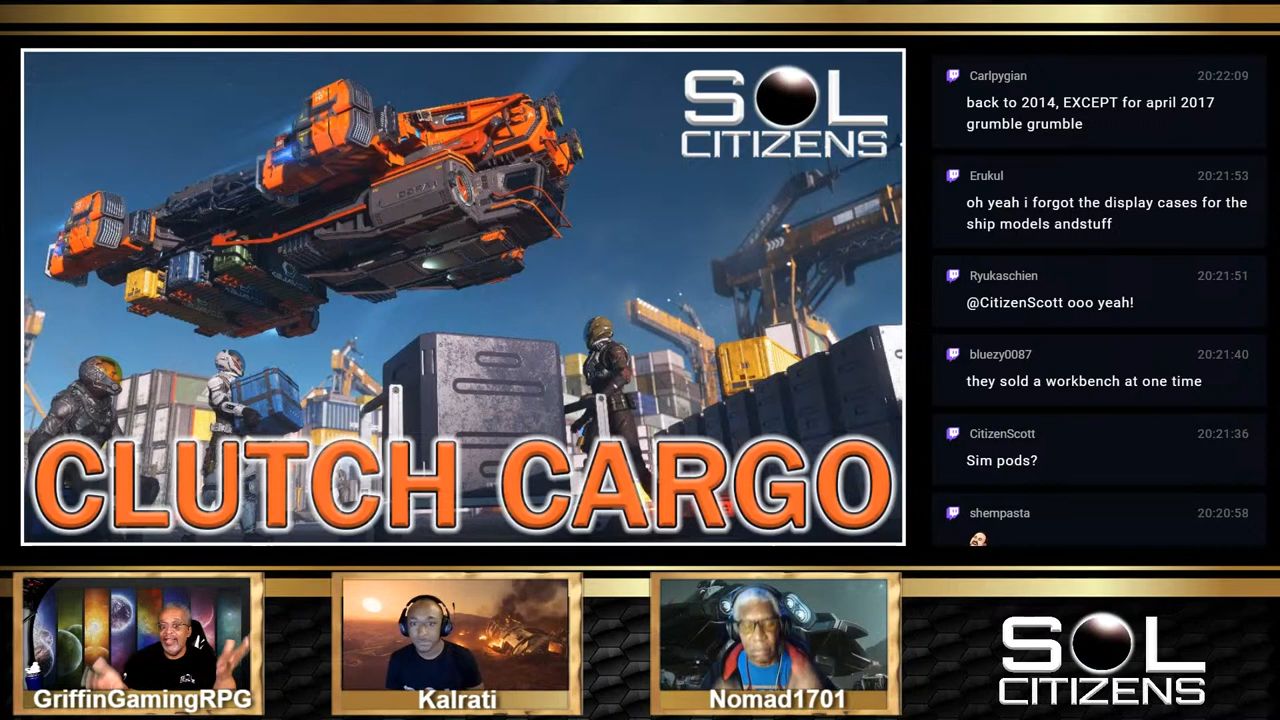 SOL
CITIZENS
CLUTCH CARGO
Carlpygian 20:22:09
back to 2014, EXCEPT for april 2017
grumble grumble
Erukul 20:21:53
oh yeah i forgot the display cases for the
ship models andstuff
Ryukaschien 20:21:51
@CitizenScott ooo yeah!
bluezy0087 20:21:40
they sold a workbench at one time
CitizenScott 20:21:36
Sim pods?
shempasta 20:20:58
GriffinGamingRPG
Kalrati
Nomad1701
SOL
CITIZENS